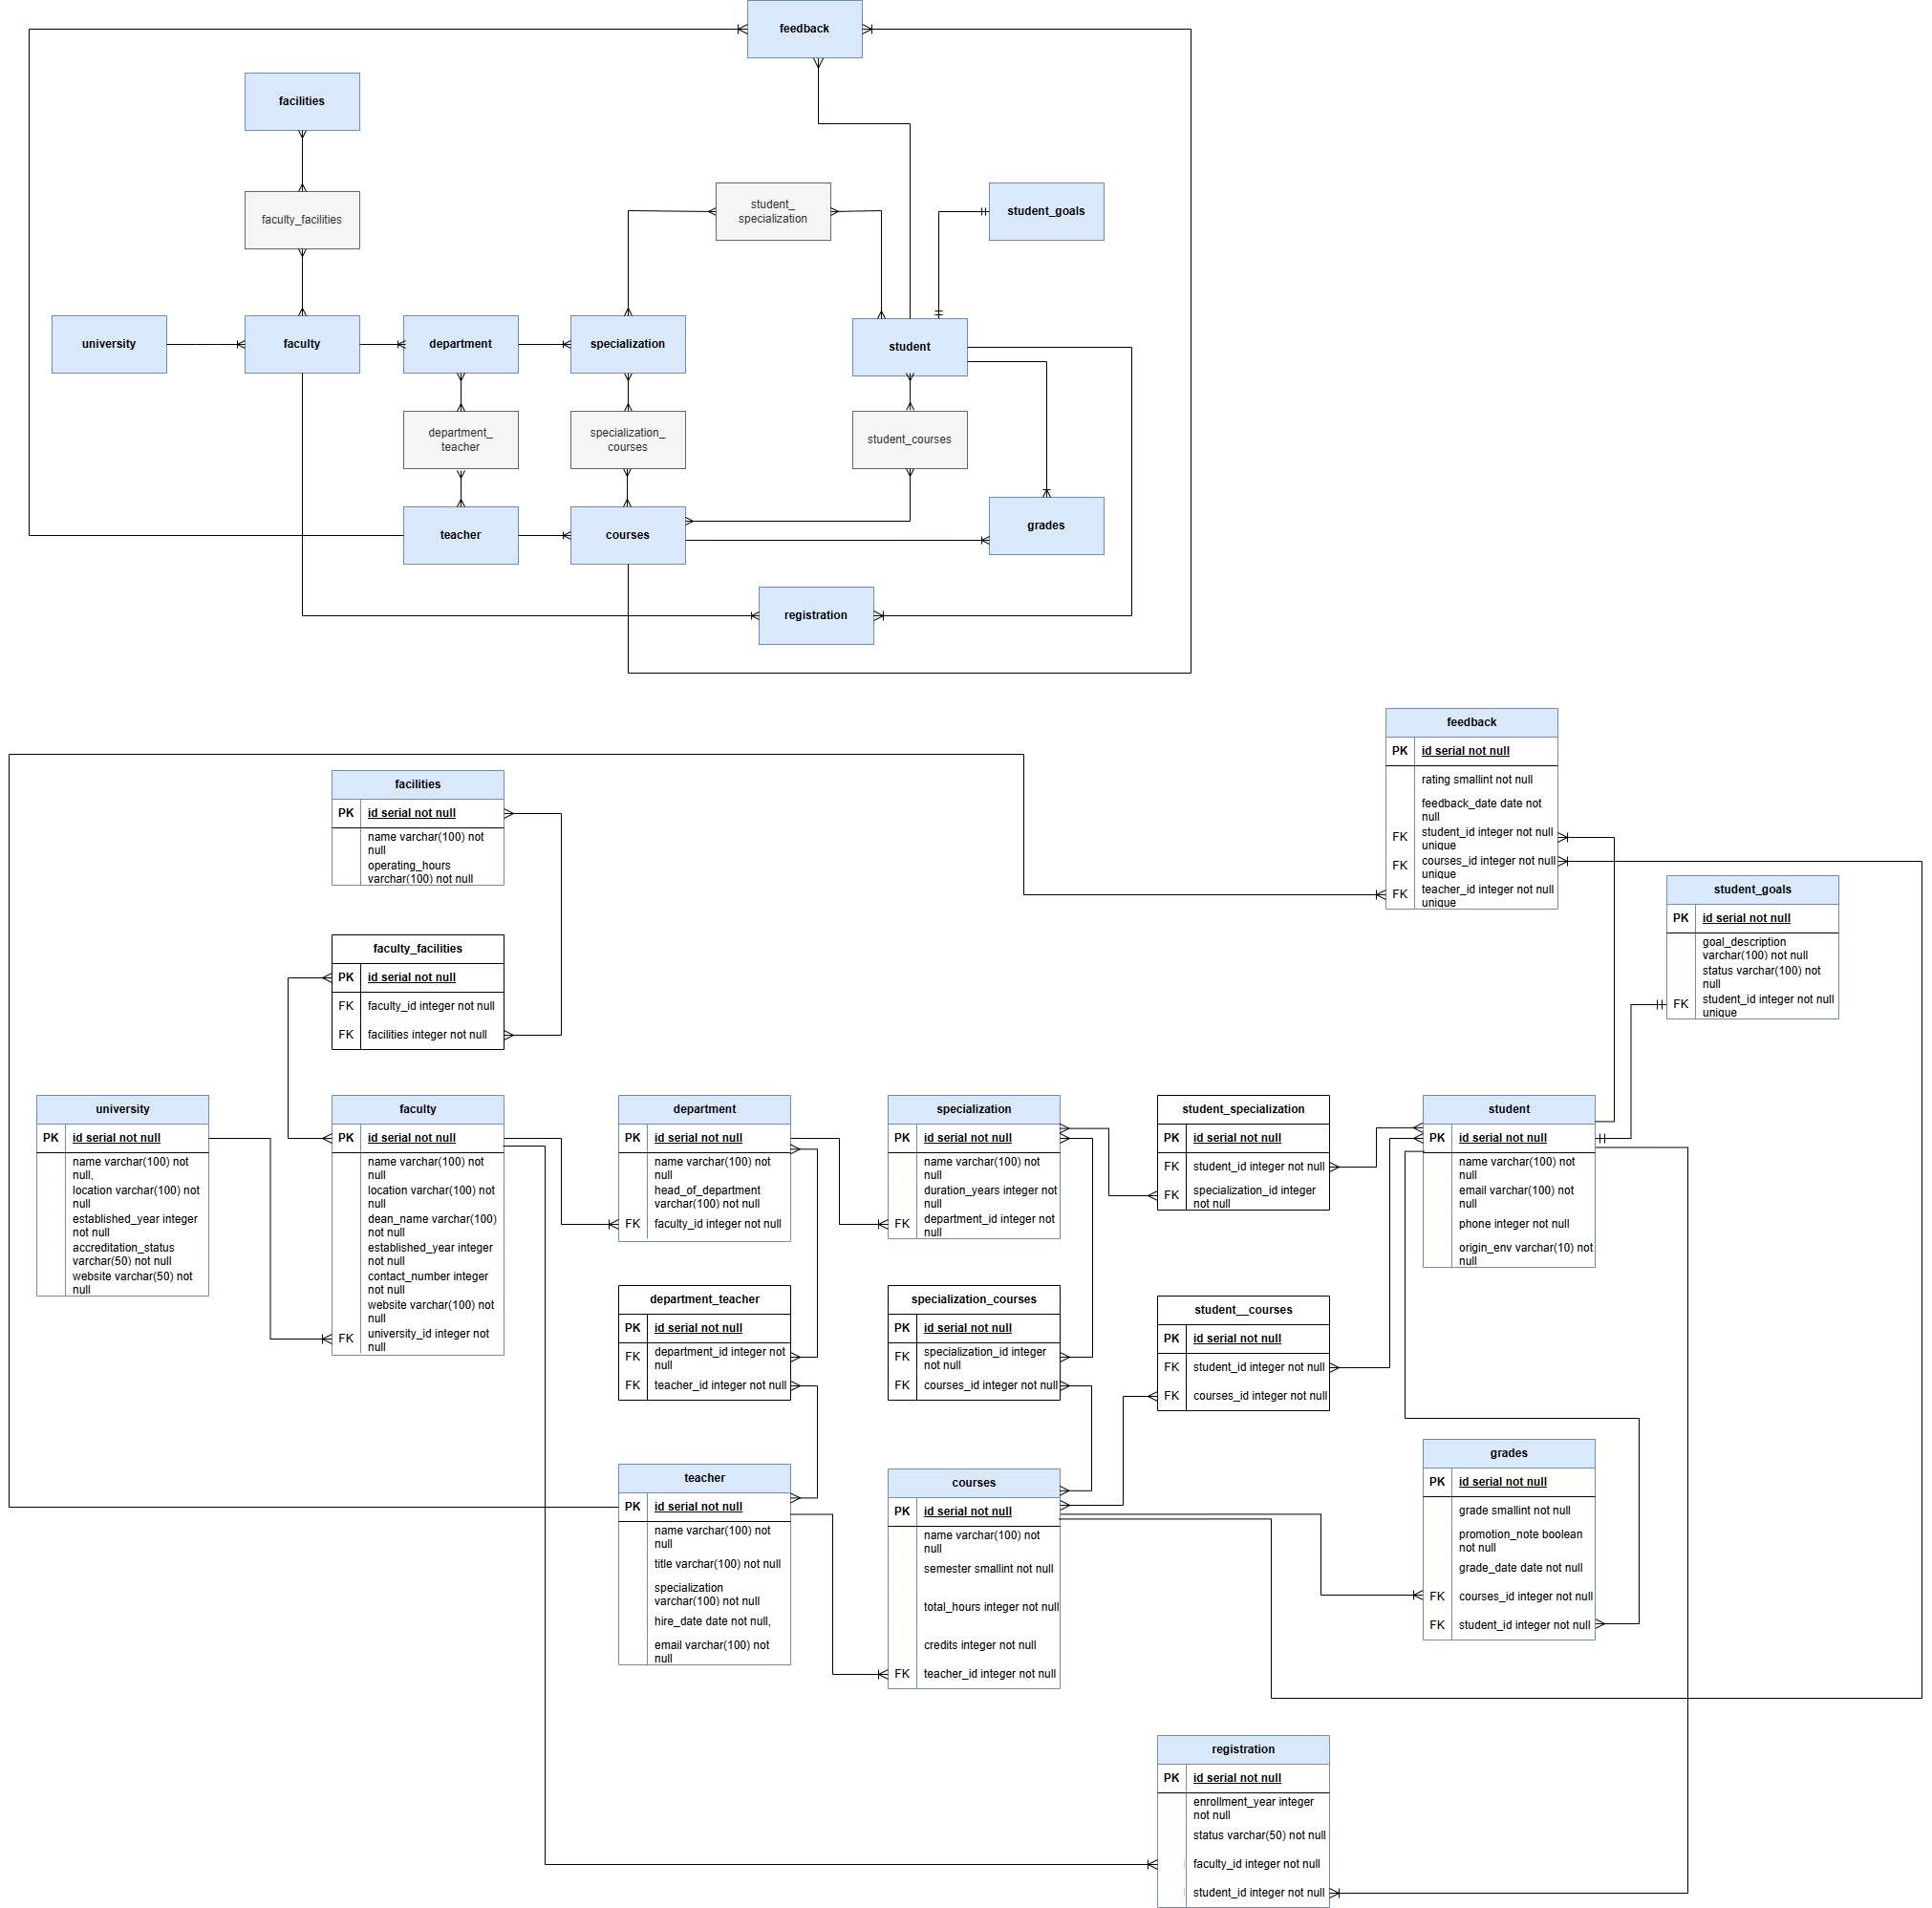 feedback
facilities
faculty_facilities
student_
specialization
student_goals
university
faculty
department
specialization
student
department_
teacher
specialization_
courses
student_courses
teacher
courses
grades
registration
feedback
PK id serial not null
rating smallint not null
feedback_date date not
null
FK student_id integer not null
unique
FK courses_id integer not null
unique
FK teacher_id integer not null
unique
facilities
PK id serial not null
name varchar(100) not
null
operating_hours
varchar(100) not null
student_goals
PK id serial not null
goal_description
varchar(100) not null
status varchar(100) not
null
FK student_id integer not null
unique
faculty_facilities
PK id serial not null
FK faculty_id integer not null
FK facilities integer not null
university
PK id serial not null
name varchar(100) not
null,
location varchar(100) not
null
established_year integer
not null
accreditation_status
varchar(50) not null
website varchar(50) not
null
faculty
PK id serial not null
name varchar(100) not
null
location varchar(100) not
null
dean_name varchar(100)
not null
established_year integer
not null
contact_number integer
not null
website varchar(100) not
null
FK university_id integer not
null
department
PK id serial not null
name varchar(100) not
null
head_of_department
varchar(100) not null
FK faculty_id integer not null
specialization
PK id serial not null
name varchar(100) not
null
duration_years integer not
null
FK department_id integer not
null
student_specialization
PK id serial not null
FK student_id integer not null
FK specialization_id integer
not null
student
PK id serial not null
name varchar(100) not
null
email varchar(100) not
null
phone integer not null
origin_env varchar(10) not
null
department_teacher
PK id serial not null
FK department_id integer not
null
FK teacher_id integer not null
specialization_courses
PK id serial not null
FK specialization_id integer
not null
FK courses_id integer not null
student__courses
PK id serial not null
FK student_id integer not null
FK courses_id integer not null
teacher
PK id serial not null
name varchar(100) not
null
title varchar(100) not null
specialization
varchar(100) not null
hire_date date not null,
email varchar(100) not
null
courses
PK id serial not null
name varchar(100) not
null
semester smallint not null
total_hours integer not null
credits integer not null
FK teacher_id integer not null
grades
PK id serial not null
grade smallint not null
promotion_note boolean
not null
grade_date date not null
FK courses_id integer not null
FK student_id integer not null
registration
PK id serial not null
enrollment_year integer
not null
status varchar(50) not null
faculty_id integer not null
student_id integer not null